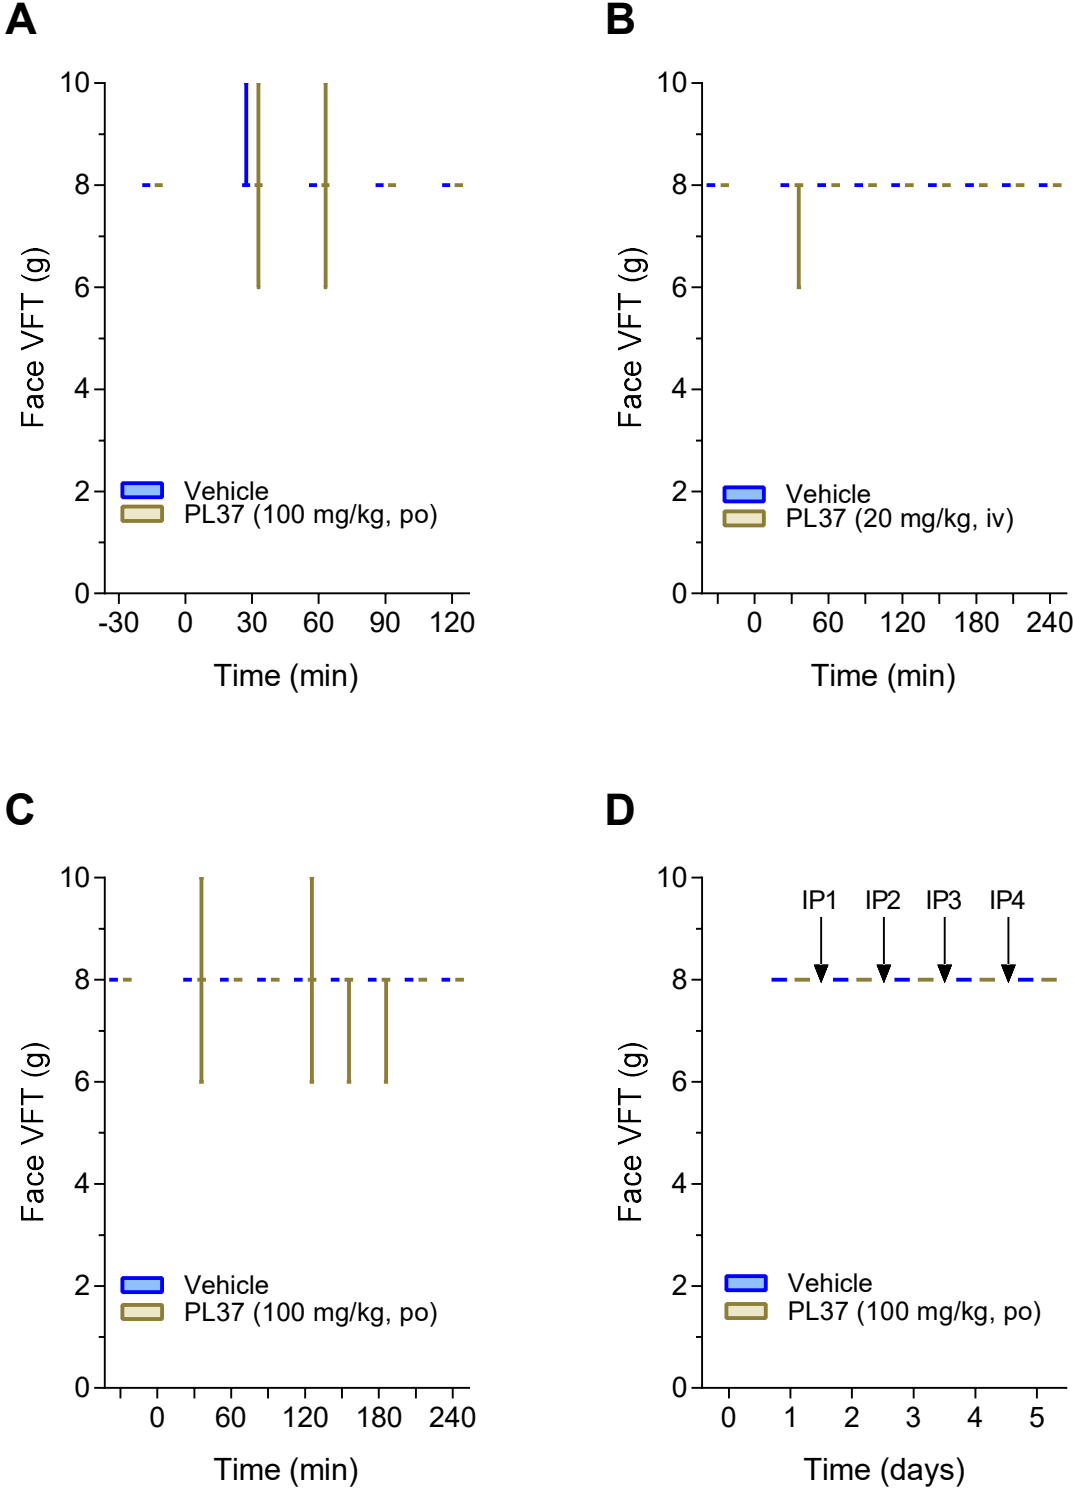 A
10
8
6
4
2
0
Face VFT (g)
Vehicle
PL37 (100 mg/kg, po)
-30 0 30 60 90 120
Time (min)
B
10
8
6
4
2
0
Face VFT (g)
Vehicle
PL37 (20 mg/kg, iv)
0 60 120 180 240
Time (min)
C
10
8
6
4
2
0
Face VFT (g)
Vehicle
PL37 (100 mg/kg, po)
0 60 120 180 240
Time (min)
D
10
8
6
4
2
0
Face VFT (g)
IP1 IP2 IP3 IP4
Vehicle
PL37 (100 mg/kg, po)
0 1 2 3 4 5
Time (days)